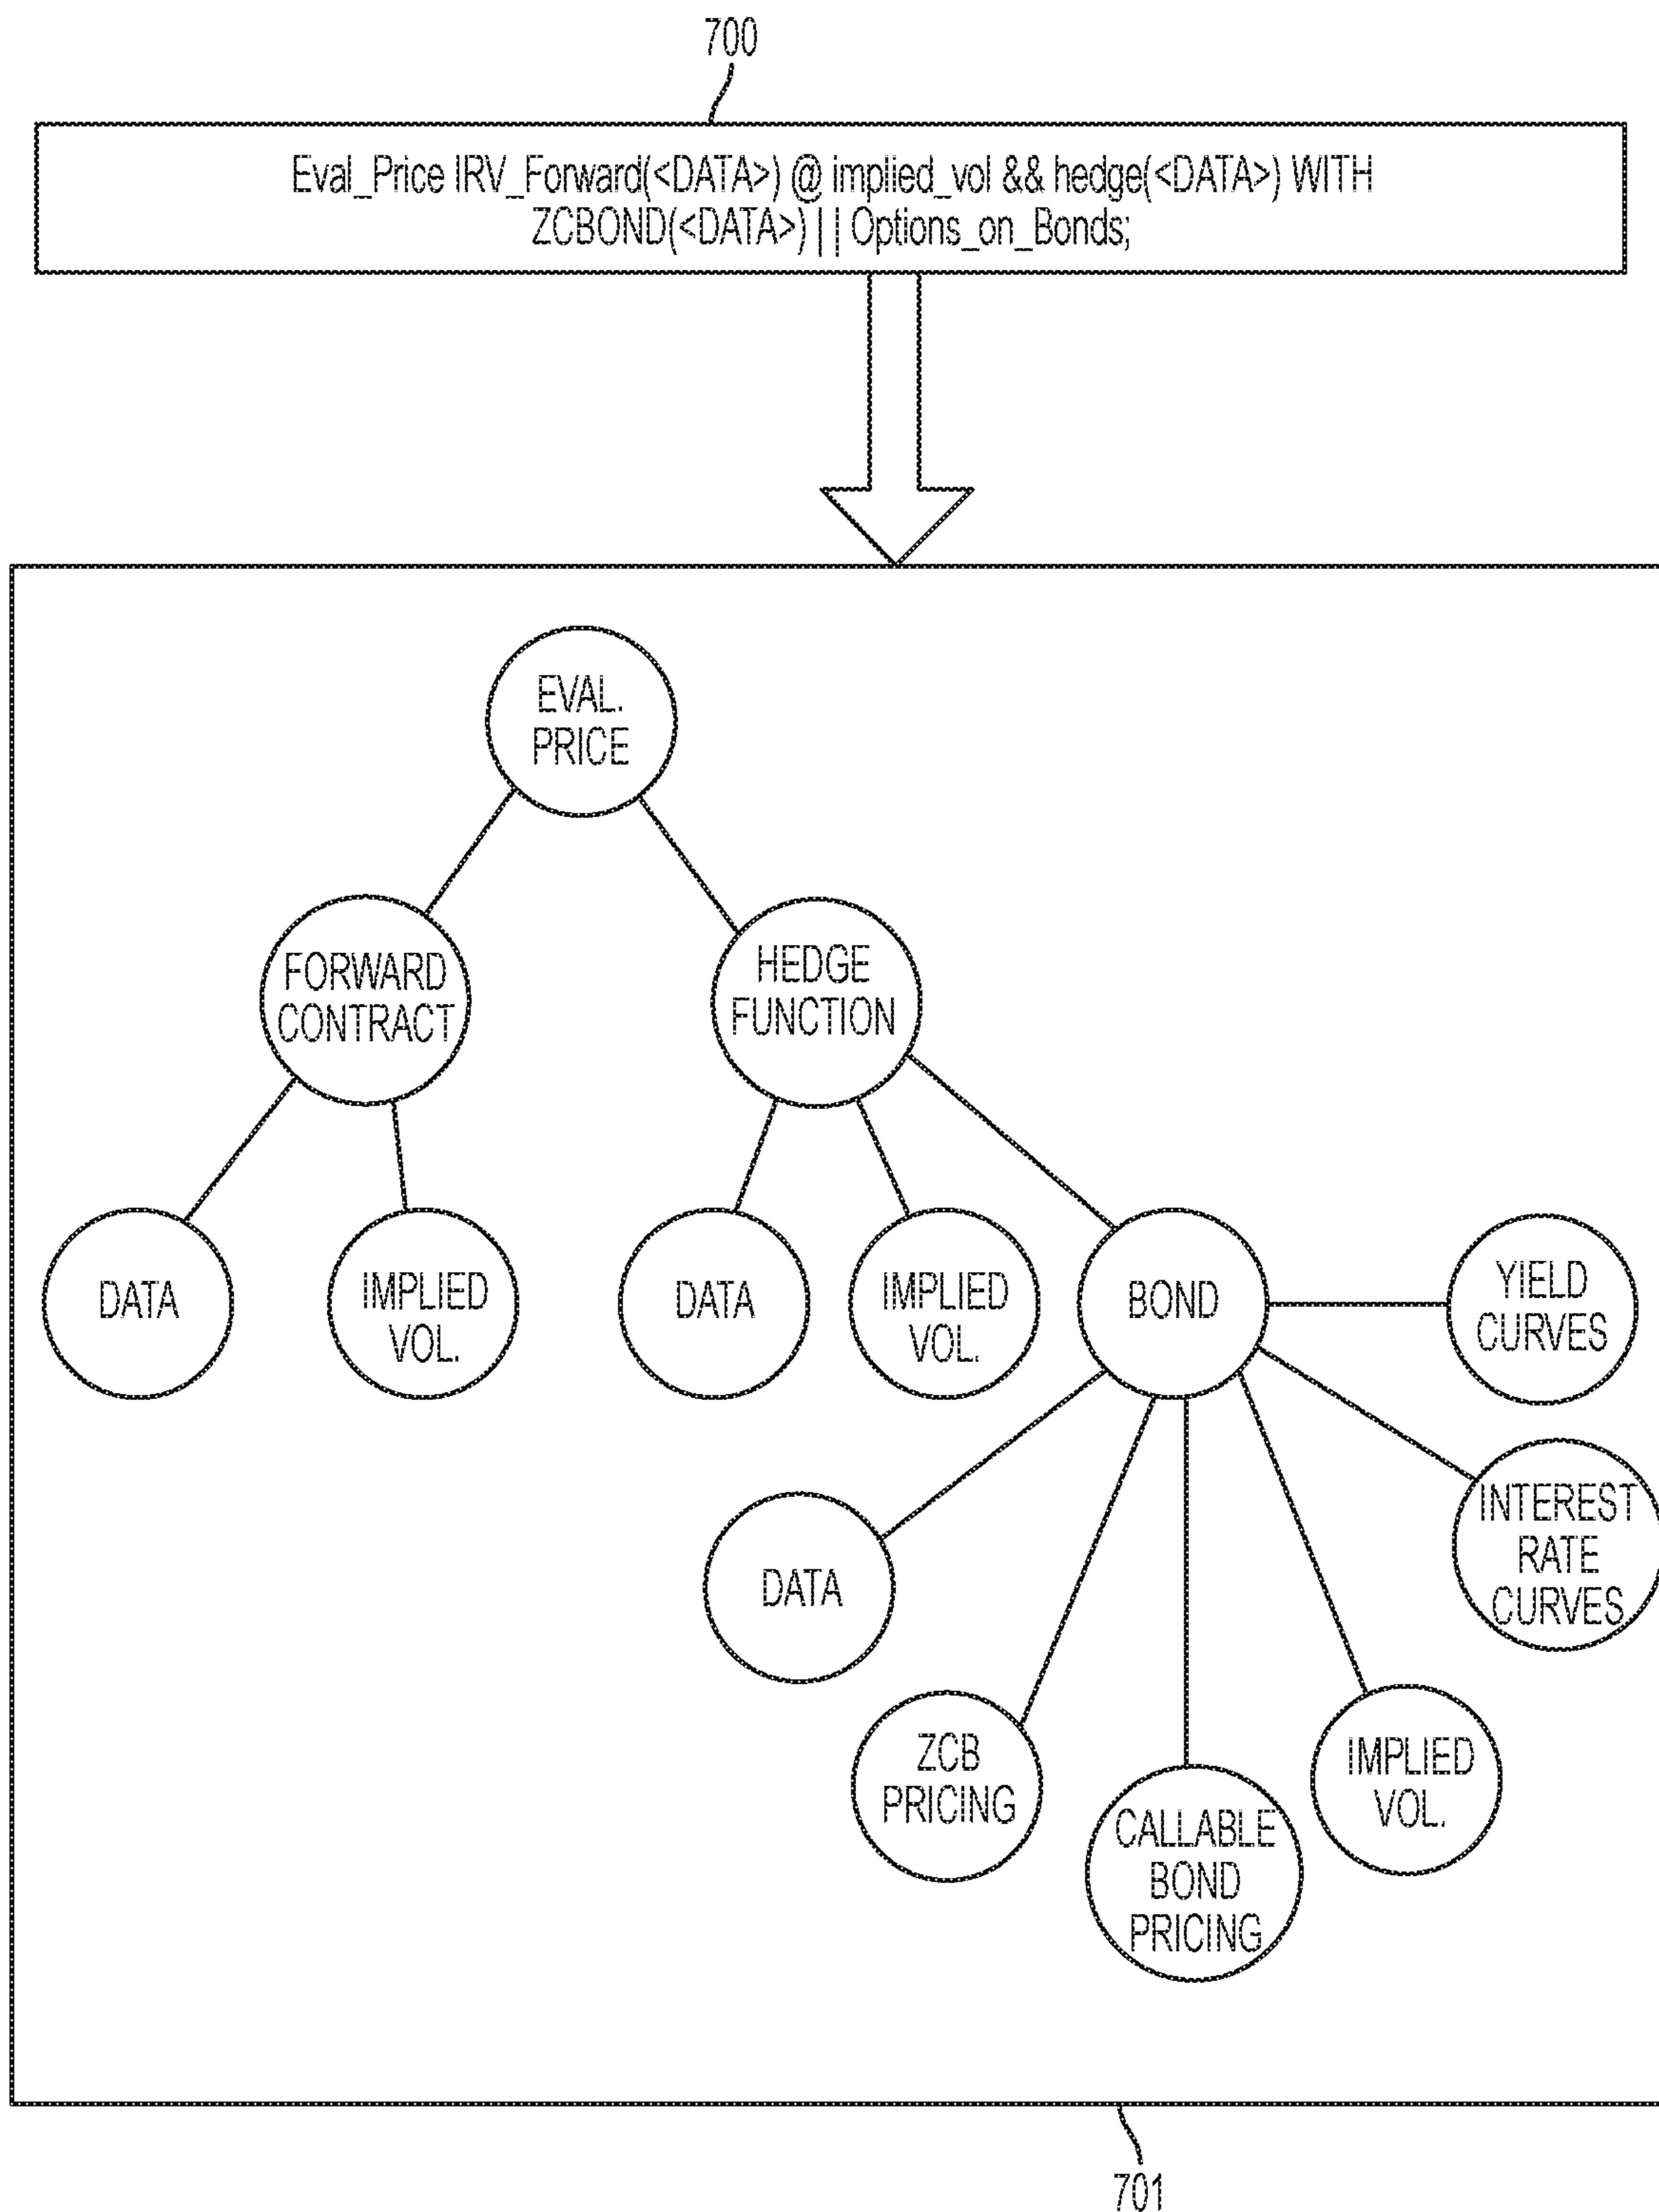 700
Eval_Price IRV_Forward(<DATA>) @ implied_vol && hedge(<DATA>) WITH
ZCBOND(<DATA>) | | Options_on_Bonds;
EVAL.
PRICE
FORWARD
CONTRACT
HEDGE
FUNCTION
DATA
IMPLIED
VOL.
DATA
IMPLIED
VOL.
BOND
YIELD
CURVES
DATA
ZCB
PRICING
CALLABLE
BOND
PRICING
IMPLIED
VOL.
INTEREST
RATE
CURVES
701